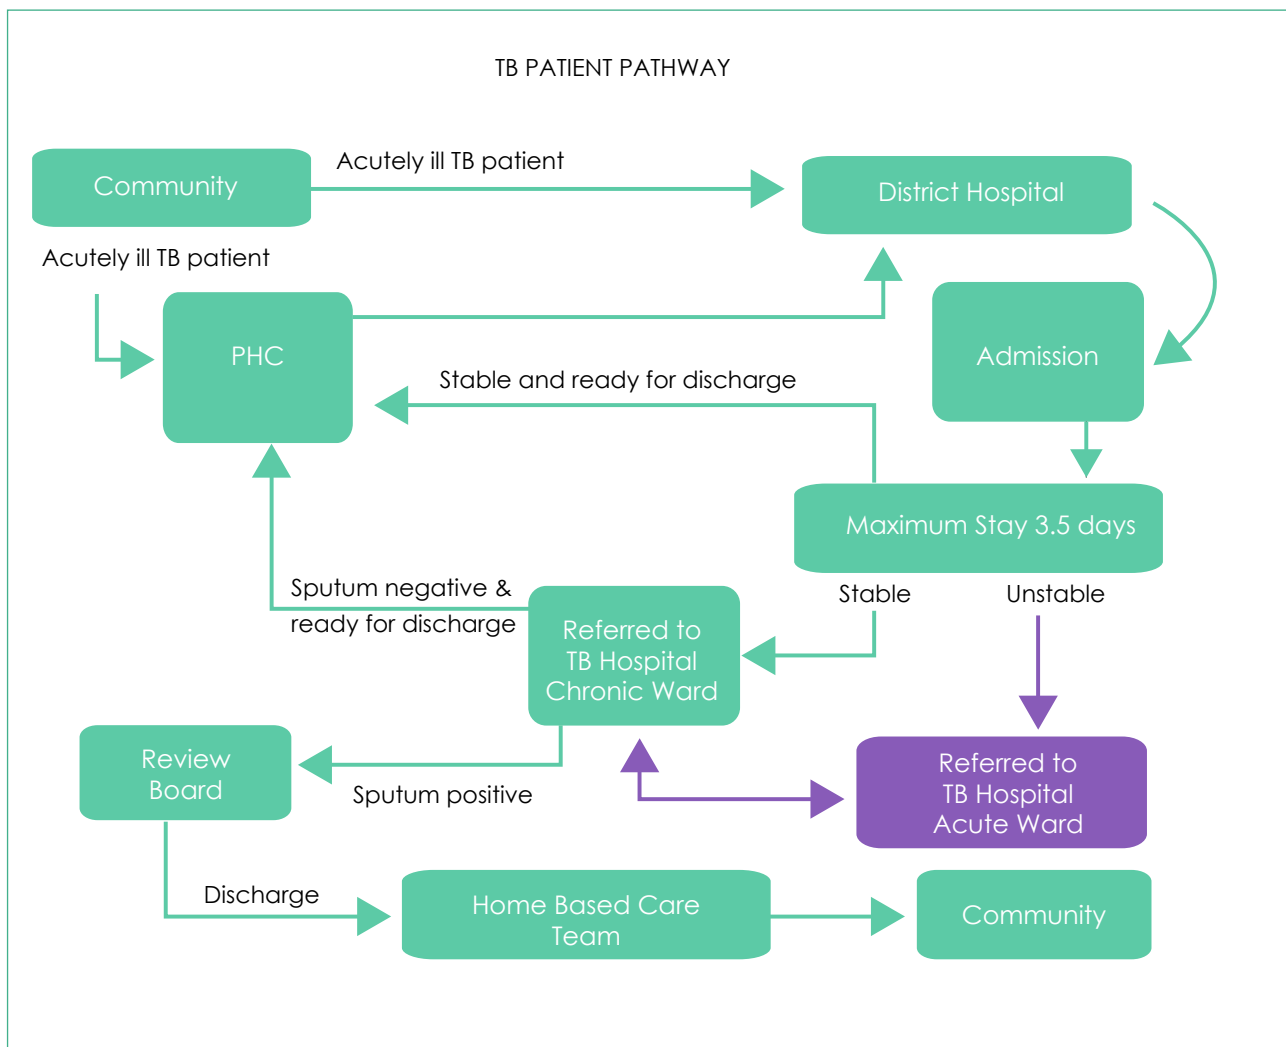 TB PATIENT PATHWAY
Community
Acutely ill TB patient
District Hospital
Acutely ill TB patient
PHC
Admission
Stable and ready for discharge
Maximum Stay 3.5 days
Sputum negative &
ready for discharge
Stable
Unstable
Referred to
TB Hospital
Chronic Ward
Review
Board
Sputum positive
Referred to
TB Hospital
Acute Ward
Discharge
Home Based Care
Team
Community